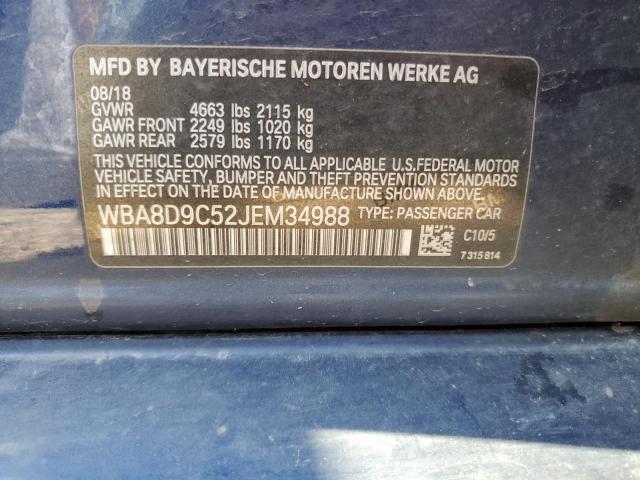 MFD BY BAYERISCHE MOTOREN WERKE AG
08/18
GVWR 4663 lbs 2115 kg
GAWR FRONT 2249 lbs 1020 kg
GAWR REAR 2579 lbs 1170 kg
THIS VEHICLE CONFORMS TO ALL APPLICABLE U.S.FEDERAL MOTOR
VEHICLE SAFETY, BUMPER AND THEFT PREVENTION STANDARDS
IN EFFECT ON THE DATE OF MANUFACTURE SHOWN ABOVE.
WBA8D9C52JEM34988 TYPE: PASSENGER CAR
C10/5
7315814